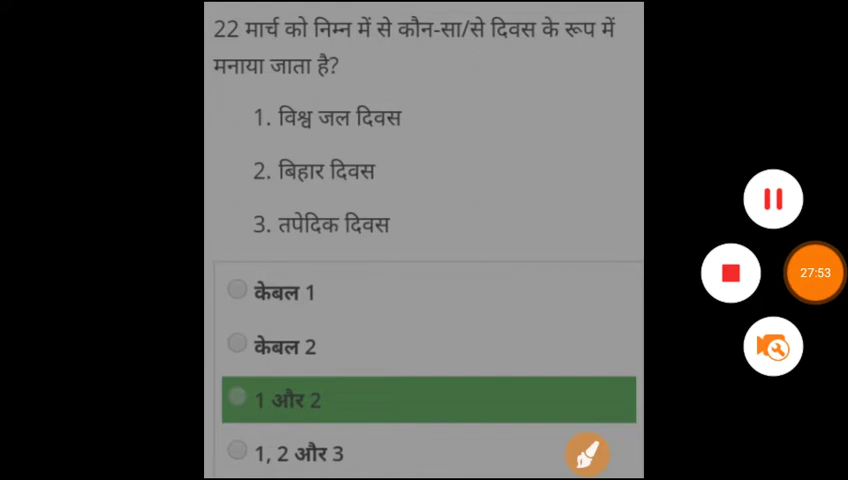 22 मार्च को निम्न में से कौन-सा/से दिवस के रूप में
मनाया जाता है?
1. विश्व जल दिवस
2. बिहार दिवस
3. तपेदिक दिवस
केबल 1
केबल 2
1 और 2
1, 2 और 3
27:53